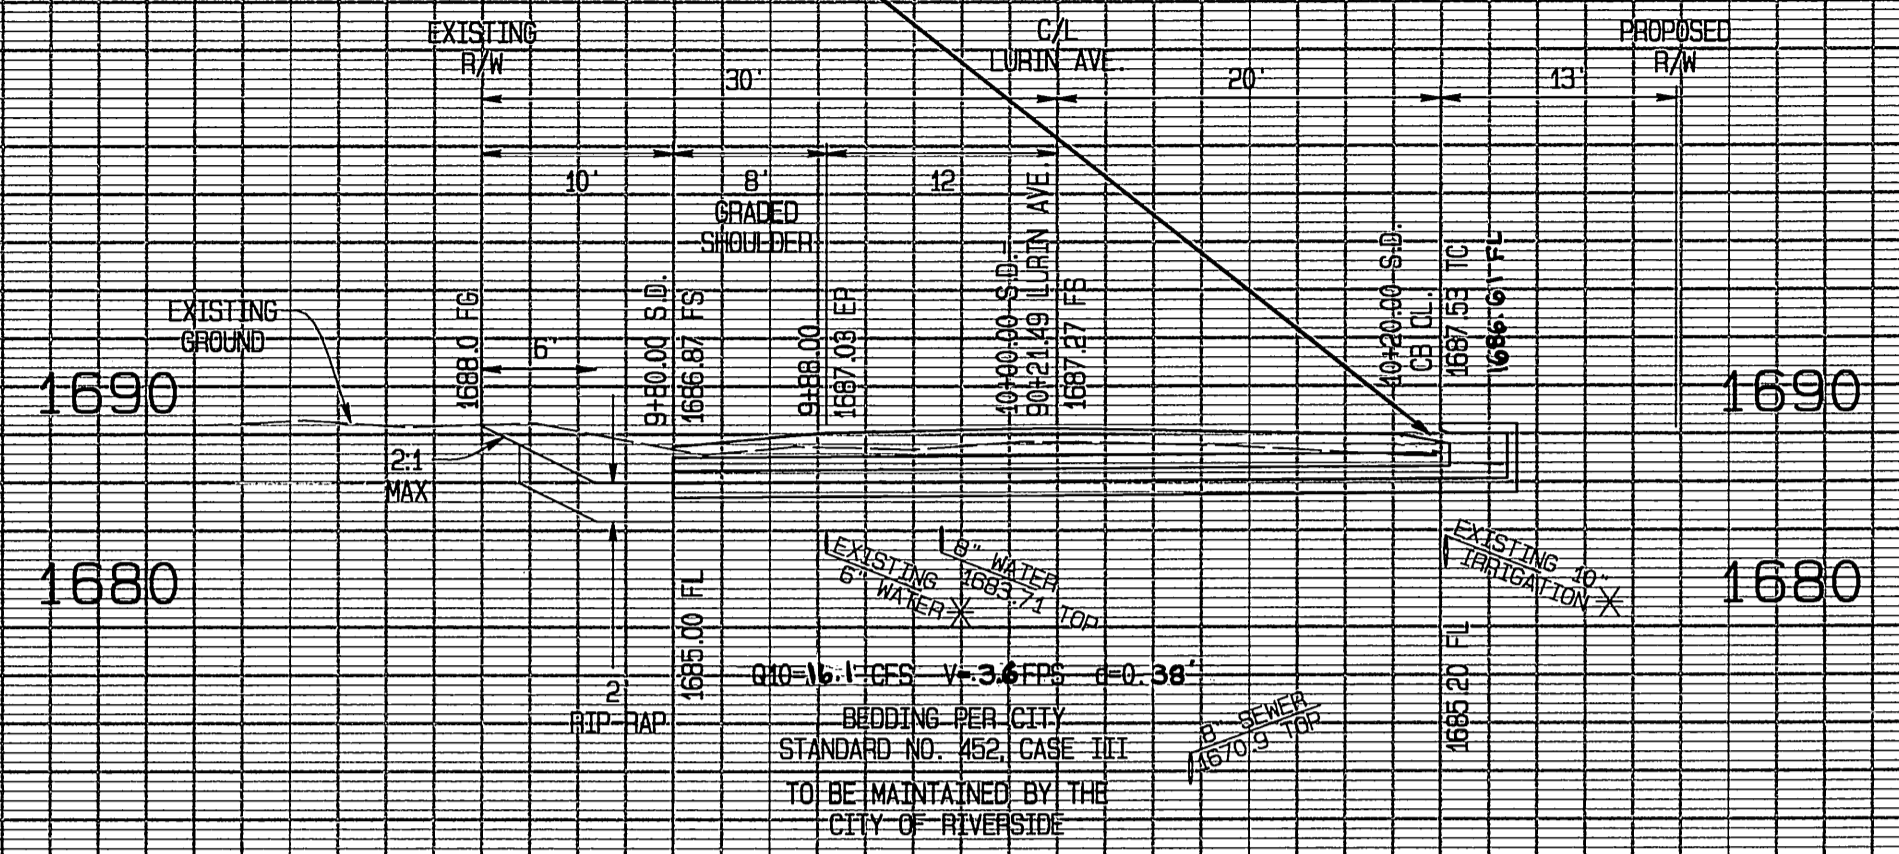 EXISTING
R/W
C/L
LURIN AVE.
PROPOSED
R/W
30'
20'
13'
10'
8'
12
GRADED
SHOULDER
EXISTING
GROUND
1688.0 FG
6'
9+80.00 S.D.
1686.87 FS
9+88.00
1687.03 EP
10+00.00 S.D.-
90+21.49 LURIN AVE
1687.27 FS
10+20.00 S.D.
CB CL.
1687.53 TC
1686.61 FL
1690
1690
2:1
MAX
1680
1680
EXISTING
6" WATER*
8" WATER
1683.71 TOP
EXISTING 10"
IRRIGATION *
1685.00 FL
1685.20 FL
Q10=16.1 CFS V=3.6 FPS d=0.38'
2'
RIP-RAP
BEDDING PER CITY
STANDARD NO. 452, CASE III
8" SEWER
1670.9 TOP
TO BE MAINTAINED BY THE
CITY OF RIVERSIDE